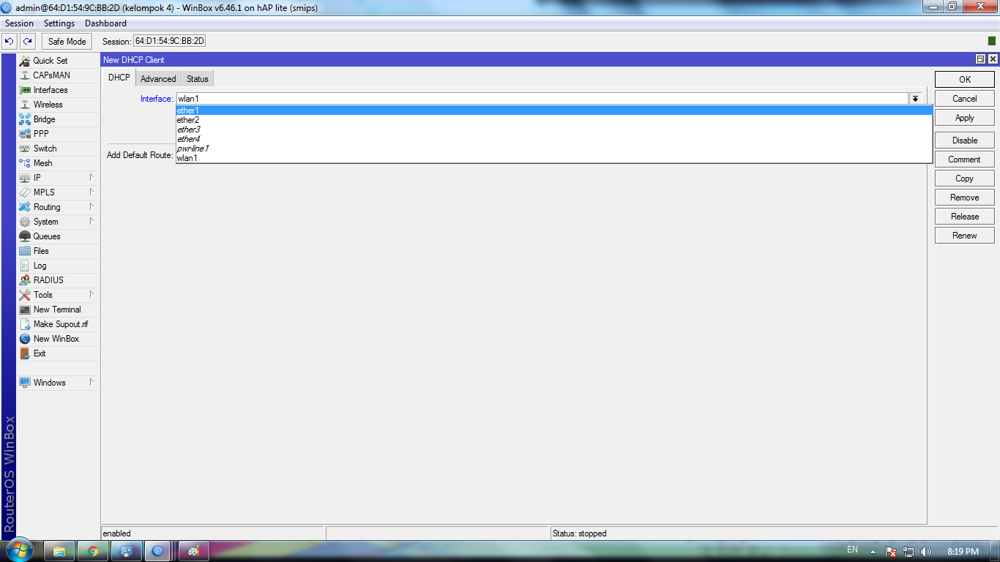 admin@64:D1:54:9C:BB:2D (kelompok 4) - WinBox v6.46.1 on hAP lite (smips)
Session Settings Dashboard
Safe Mode Session: 64:D1:54:9C:BB:2D
Quick Set
CAPsMAN
Interfaces
Wireless
Bridge
PPP
Switch
Mesh
IP
MPLS
Routing
System
Queues
Files
Log
RADIUS
Tools
New Terminal
Make Supout.rif
New WinBox
Exit
Windows
RouterOS WinBox
New DHCP Client
DHCP Advanced Status
Interface: wlan1
ether1
ether2
ether3
ether4
pwr-line1
wlan1
Add Default Route:
OK
Cancel
Apply
Disable
Comment
Copy
Remove
Release
Renew
enabled
Status: stopped
EN 8:19 PM